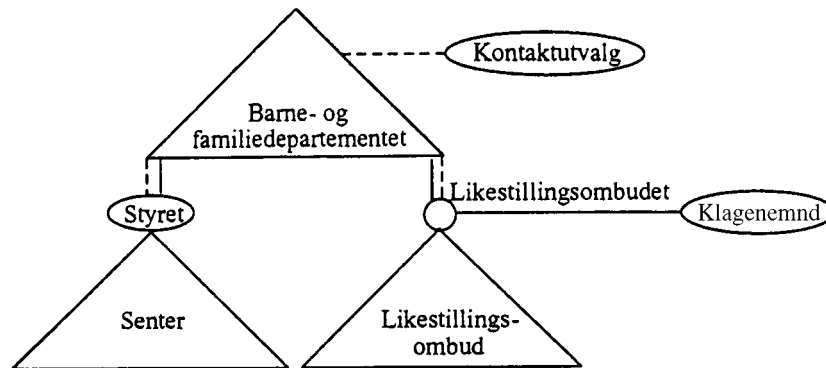 Kontaktutvalg
Barne- og
familiedepartementet
Styret
Likestillingsombudet
Klagenemnd
Senter
Likestillings-
ombud